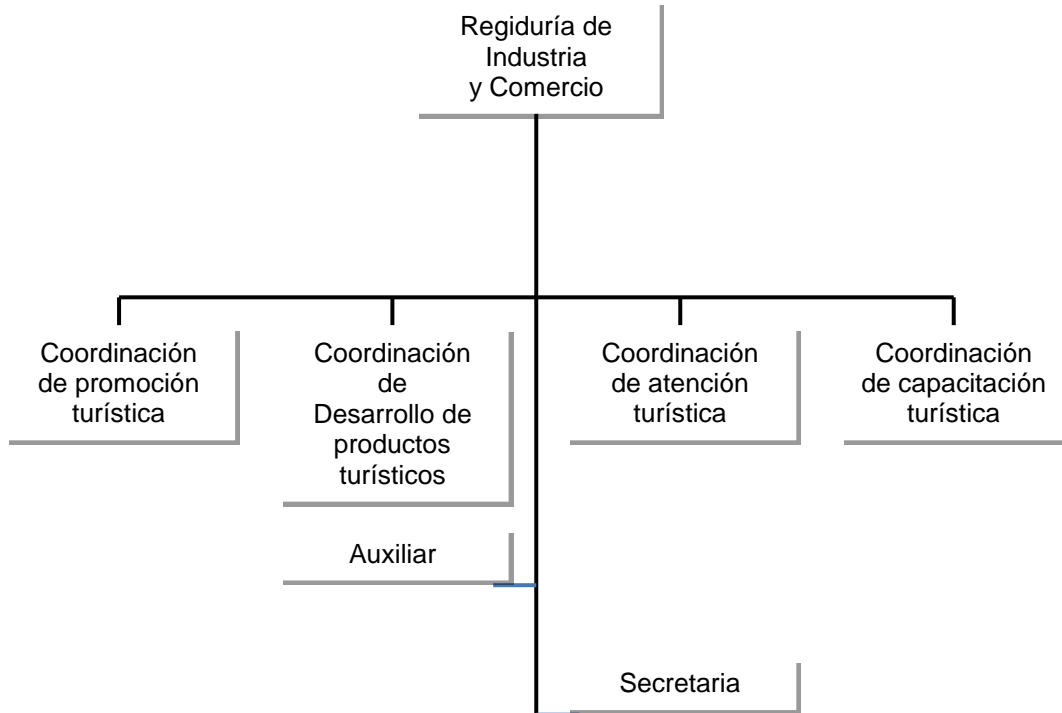 Regiduría de
Industria
y Comercio
Coordinación
de promoción
turística
Coordinación
de
Desarrollo de
productos
turísticos
Coordinación
de atención
turística
Coordinación
de capacitación
turística
Auxiliar
Secretaria